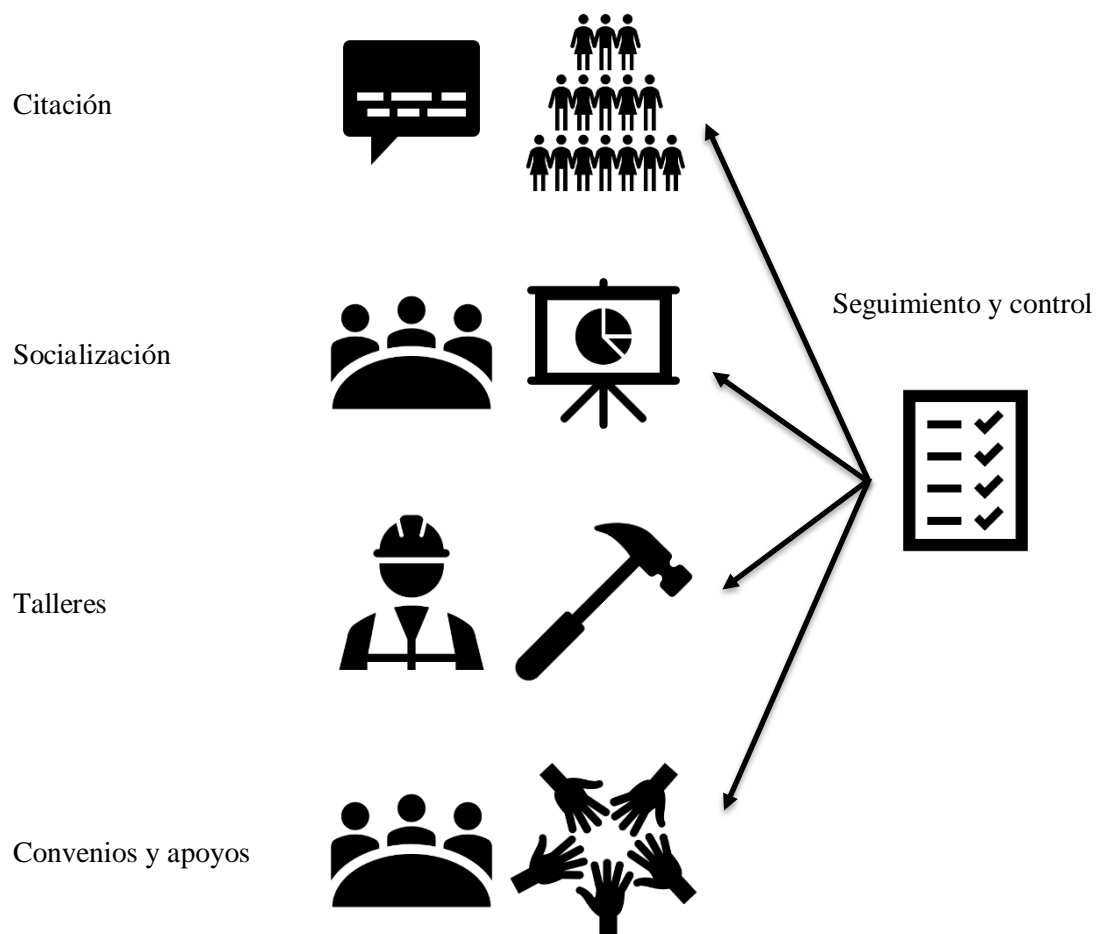 Citación
Seguimiento y control
Socialización
Talleres
Convenios y apoyos